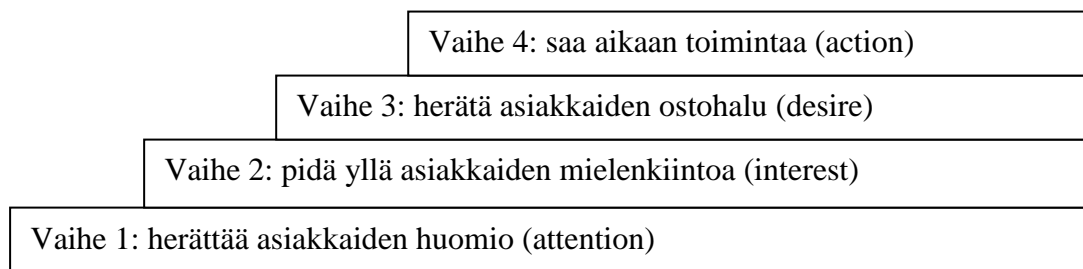 Vaihe 4: saa aikaan toimintaa (action)
Vaihe 3: herätä asiakkaiden ostohalu (desire)
Vaihe 2: pidä yllä asiakkaiden mielenkiintoa (interest)
Vaihe 1: herättää asiakkaiden huomio (attention)